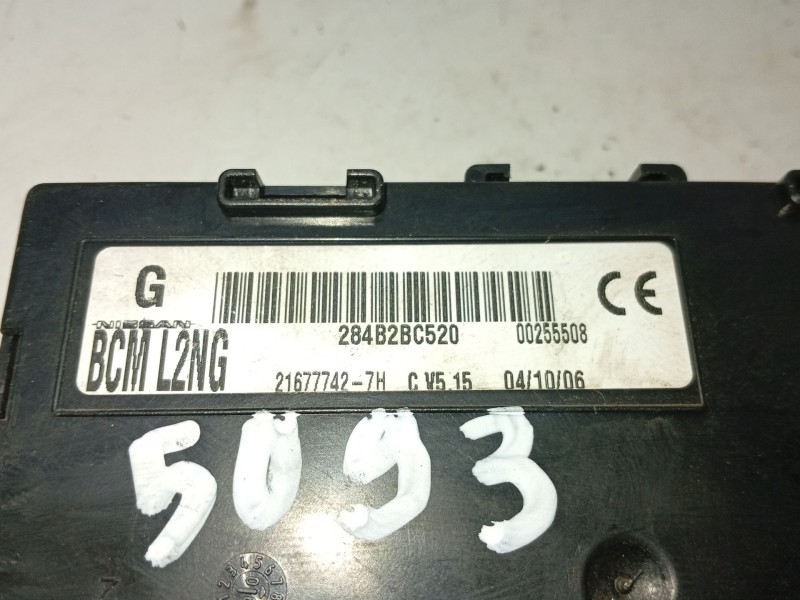 G
CE
NISSAN
284B2BC520 00255508
BCM L2NG
21677742-7H C V5.15 04/10/06
5093